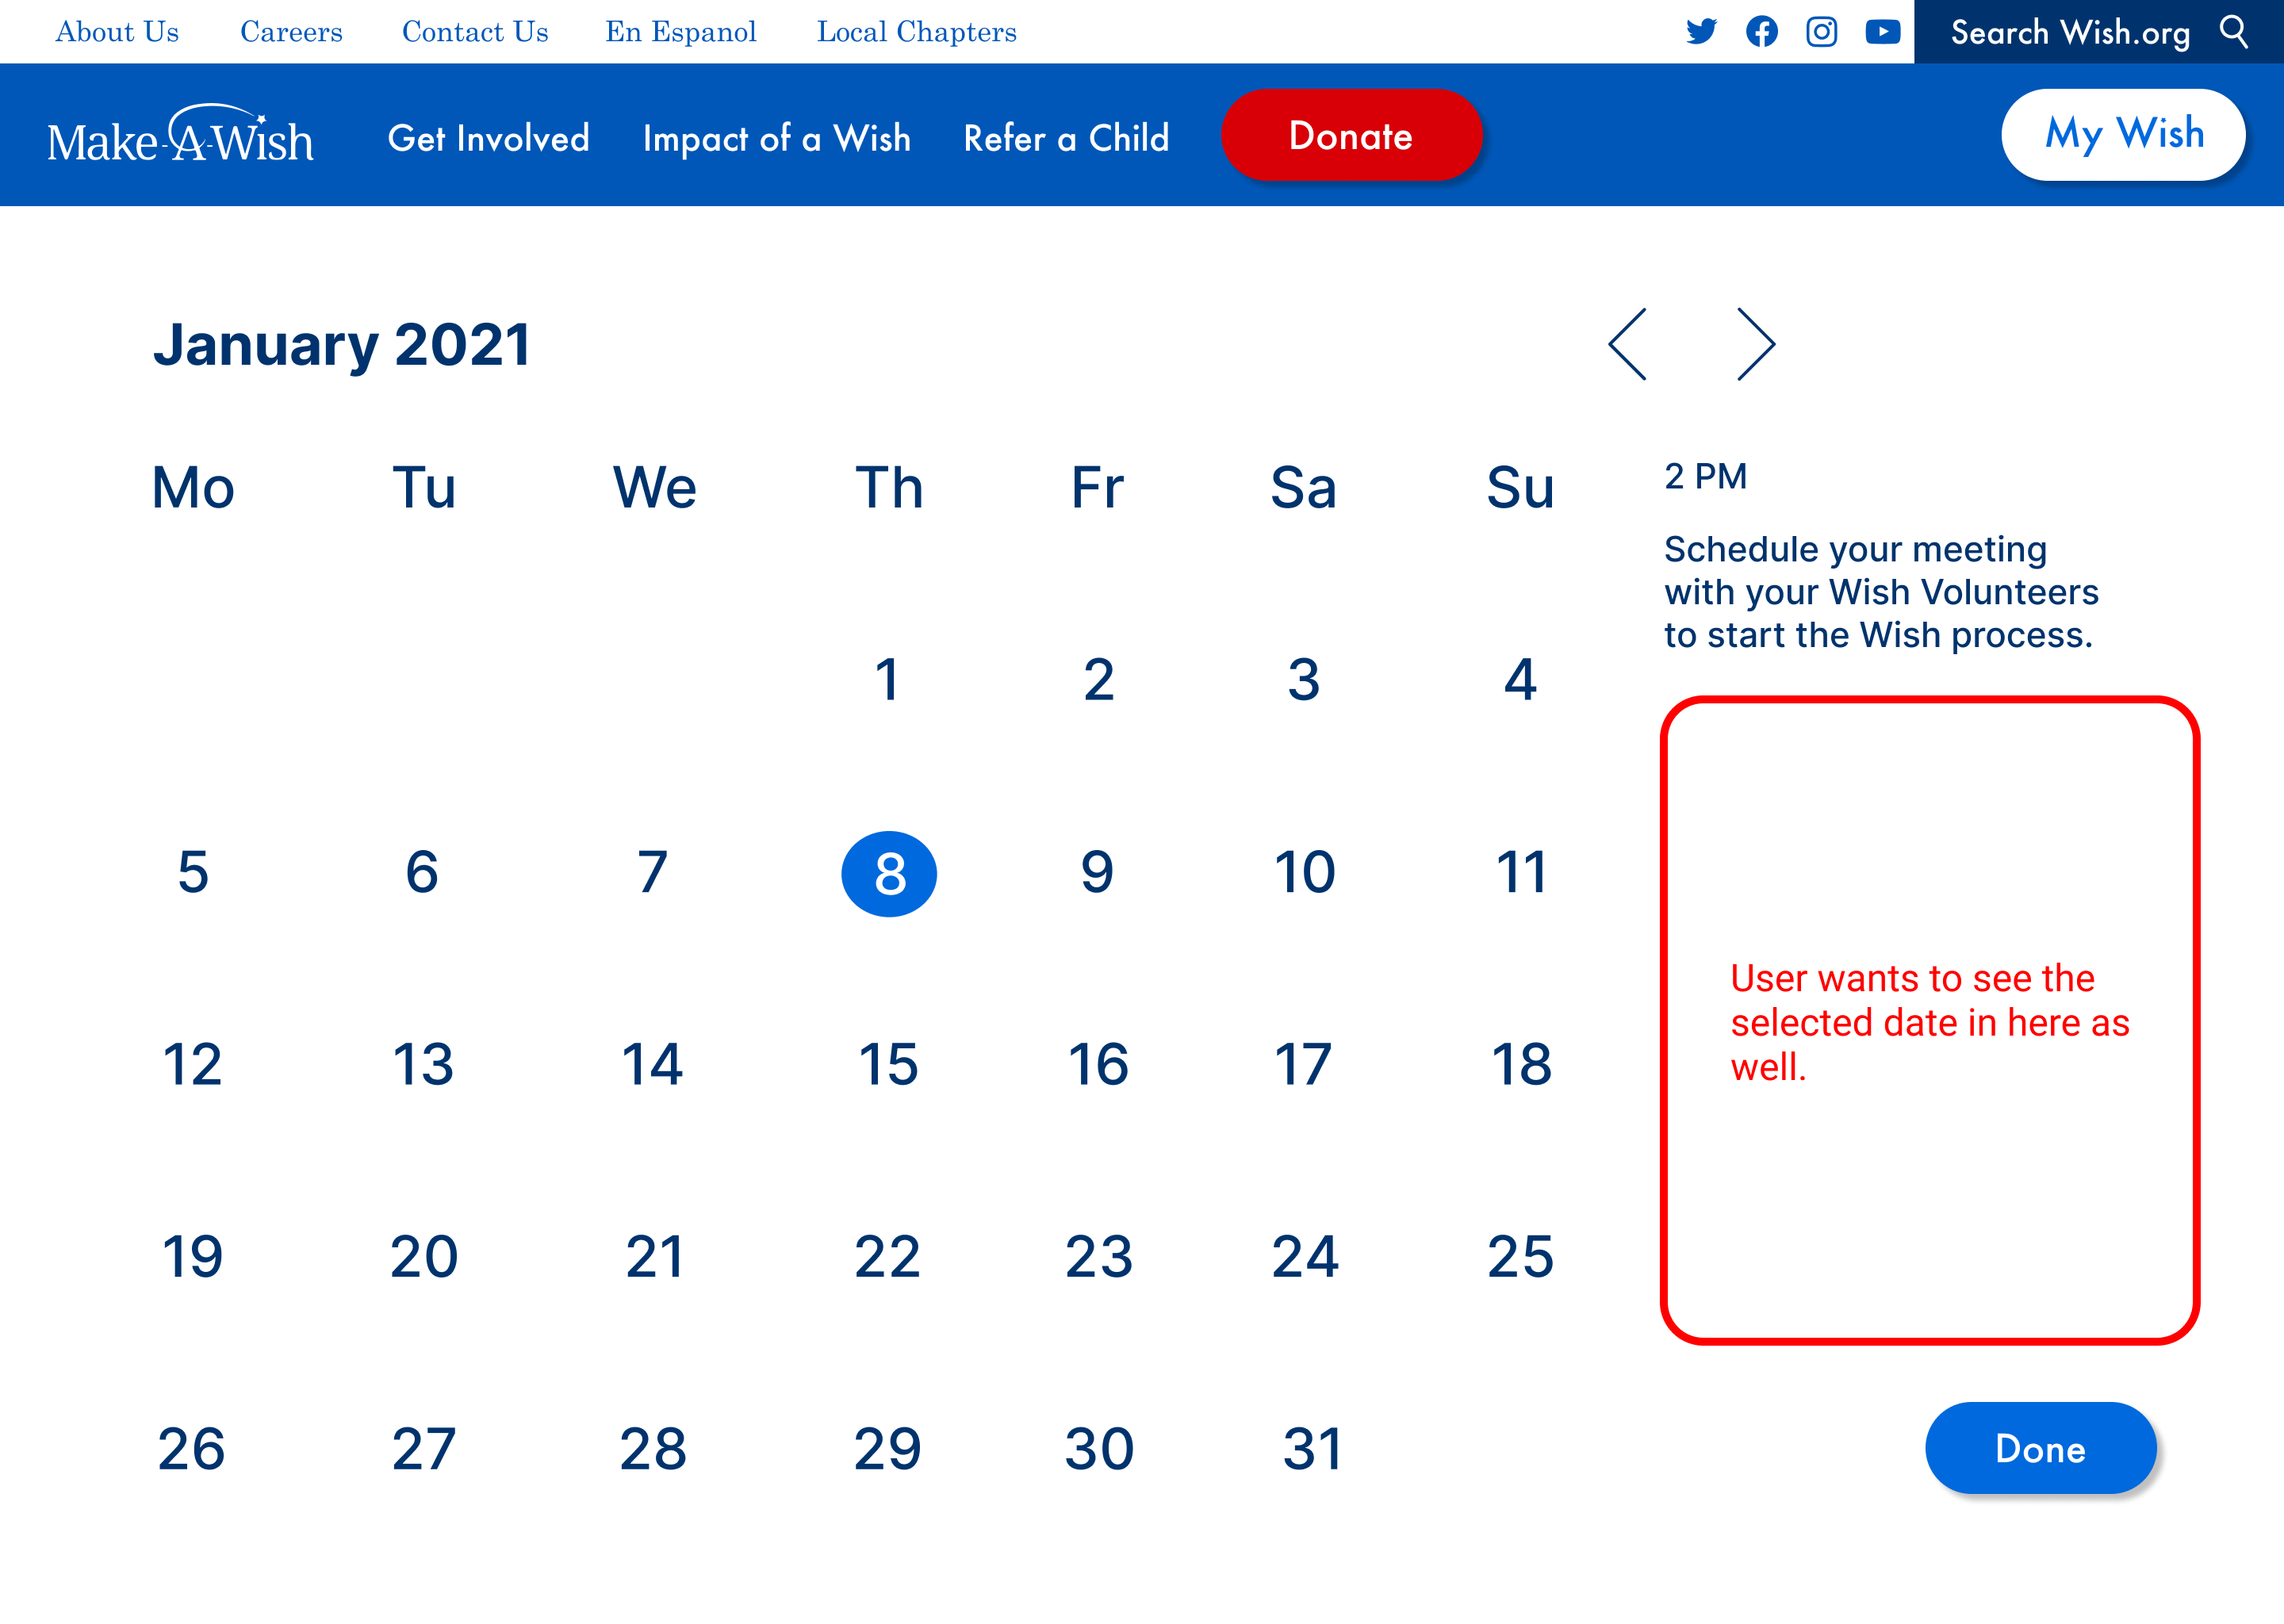 About Us Careers Contact Us En Espanol Local Chapters Search Wish.org
Make-A-Wish Get Involved Impact of a Wish Refer a Child Donate My Wish
January 2021
Mo Tu We Th Fr Sa Su
1 2 3 4
5 6 7 8 9 10 11
12 13 14 15 16 17 18
19 20 21 22 23 24 25
26 27 28 29 30 31
2 PM
Schedule your meeting
with your Wish Volunteers
to start the Wish process.
User wants to see the
selected date in here as
well.
Done